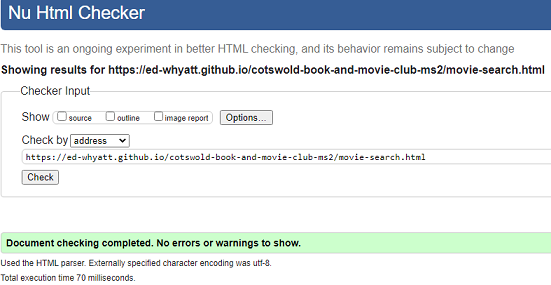 Nu Html Checker
This tool is an ongoing experiment in better HTML checking, and its behavior remains subject to change
Showing results for https://ed-whyatt.github.io/cotswold-book-and-movie-club-ms2/movie-search.html
Checker Input
Show source outline image report Options...
Check by address
https://ed-whyatt.github.io/cotswold-book-and-movie-club-ms2/movie-search.html
Check
Document checking completed. No errors or warnings to show.
Used the HTML parser. Externally specified character encoding was utf-8.
Total execution time 70 milliseconds.